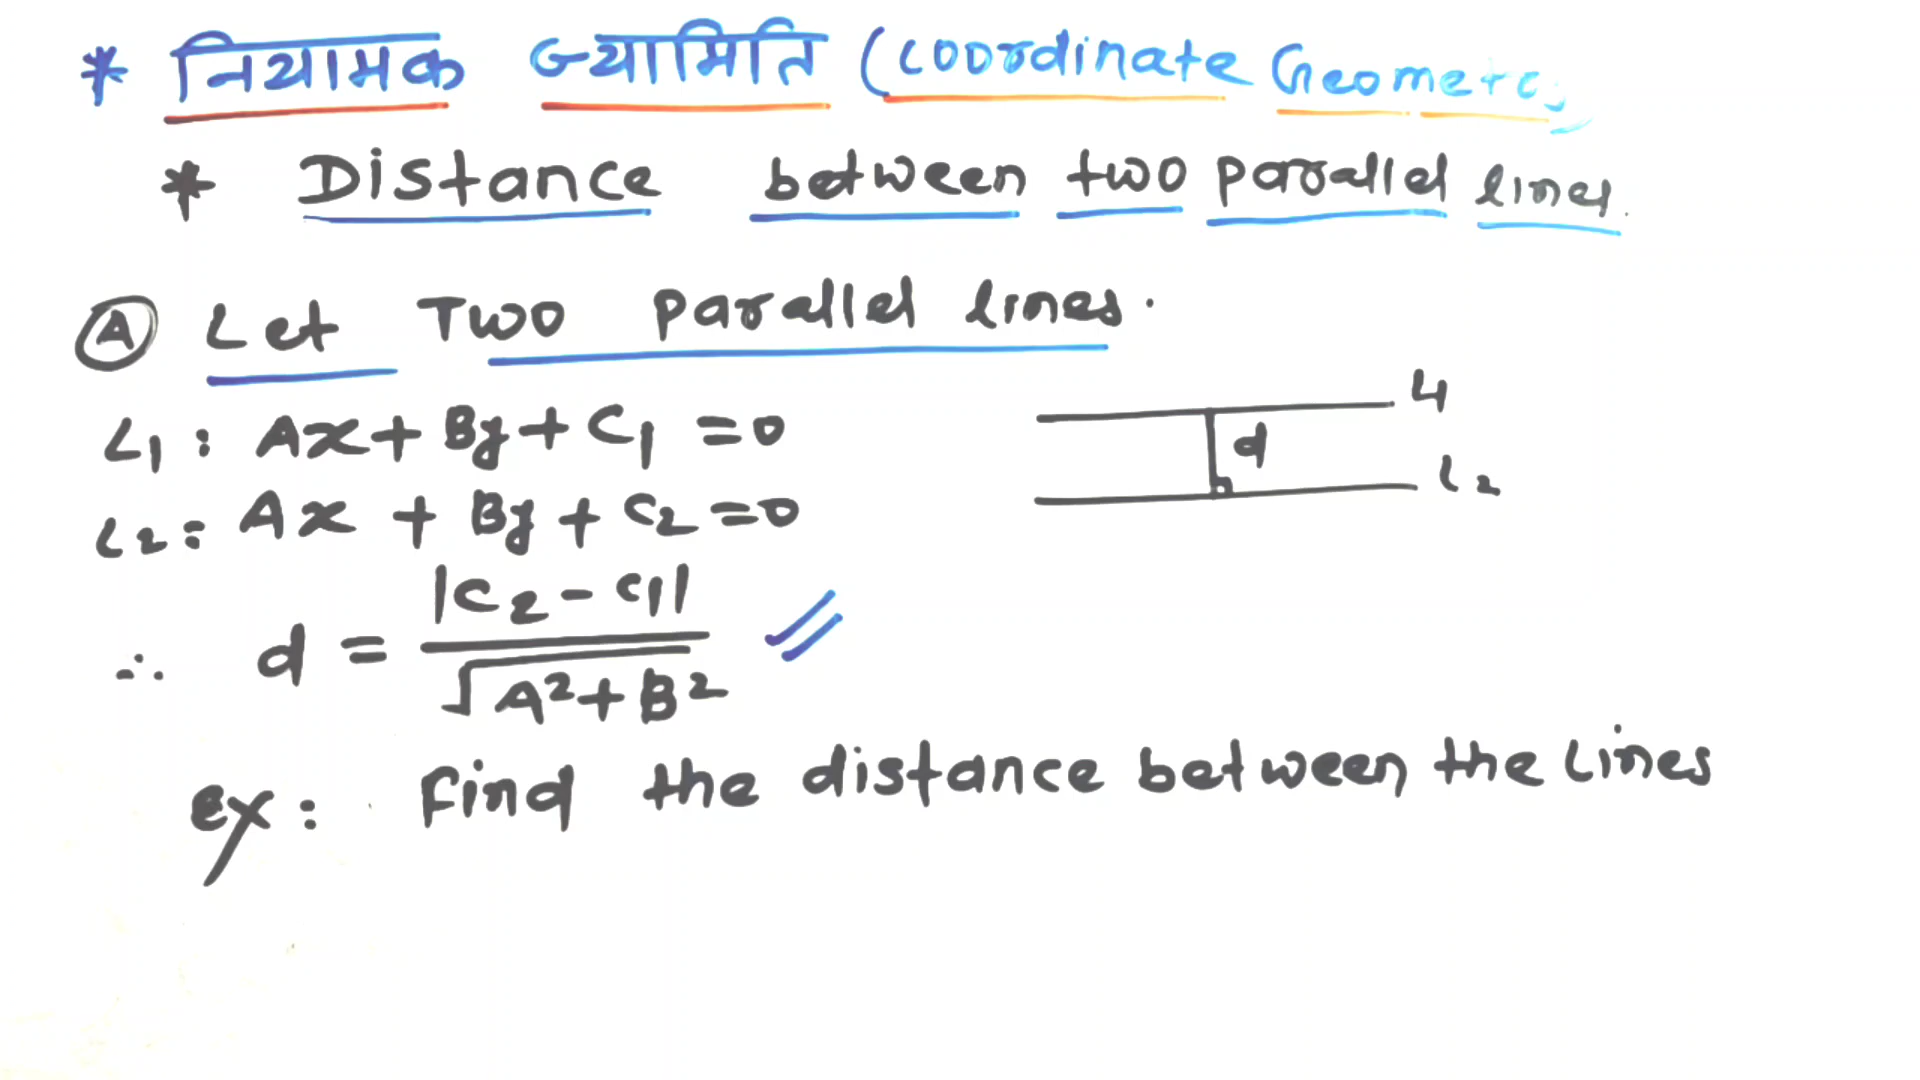 * नियामक ज्यामिति (Coordinate Geometry
* Distance between two parallel lines.
Ⓐ Let Two parallel lines.
L1: Ax + By + C1 = 0
L2: Ax + By + C2 = 0
L1
d
L2
∴ d = |C2 - C1| / √A²+B²
ex: Find the distance between the lines